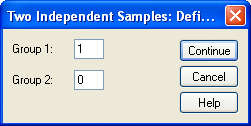 Two Independent Samples: Defi...
Group 1: 1
Continue
Group 2: 0
Cancel
Help